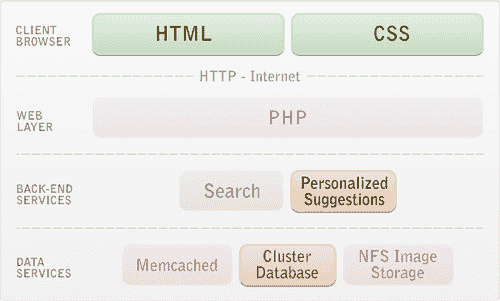 CLIENT BROWSER
HTML
CSS
HTTP - Internet
WEB LAYER
PHP
BACK-END SERVICES
Search
Personalized Suggestions
DATA SERVICES
Memcached
Cluster Database
NFS Image Storage